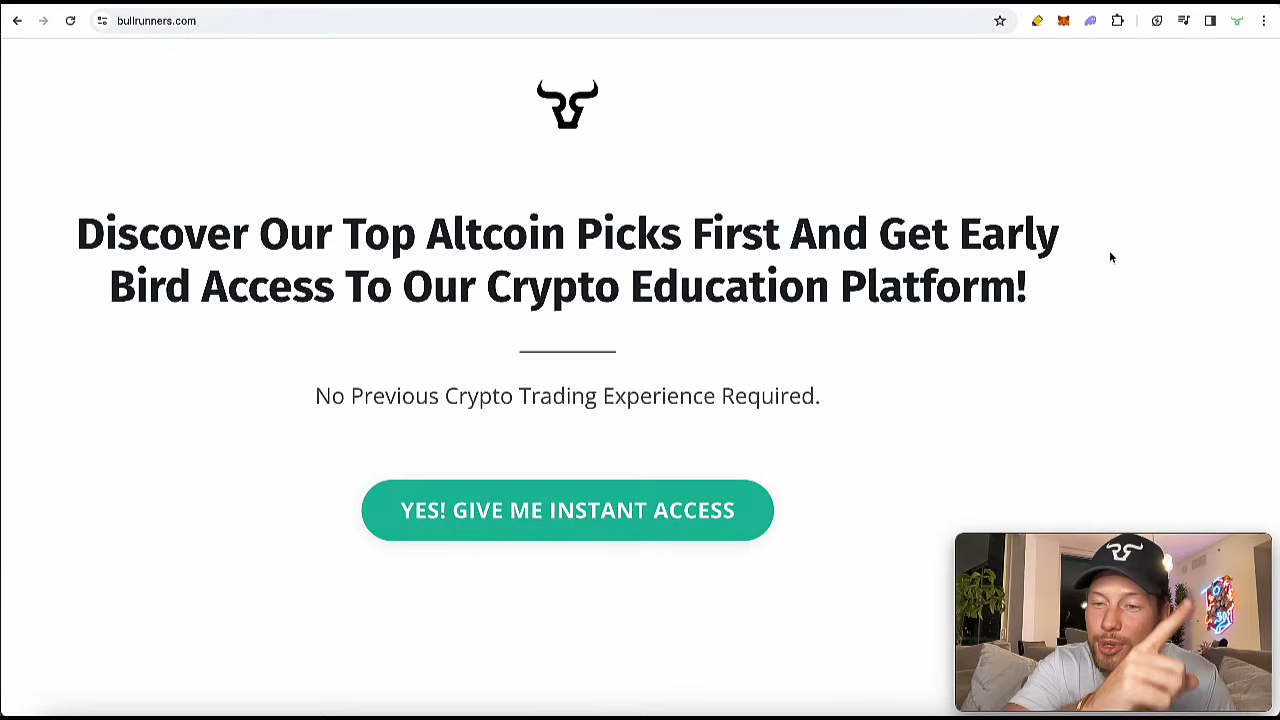 bullrunners.com
Discover Our Top Altcoin Picks First And Get Early
Bird Access To Our Crypto Education Platform!
No Previous Crypto Trading Experience Required.
YES! GIVE ME INSTANT ACCESS